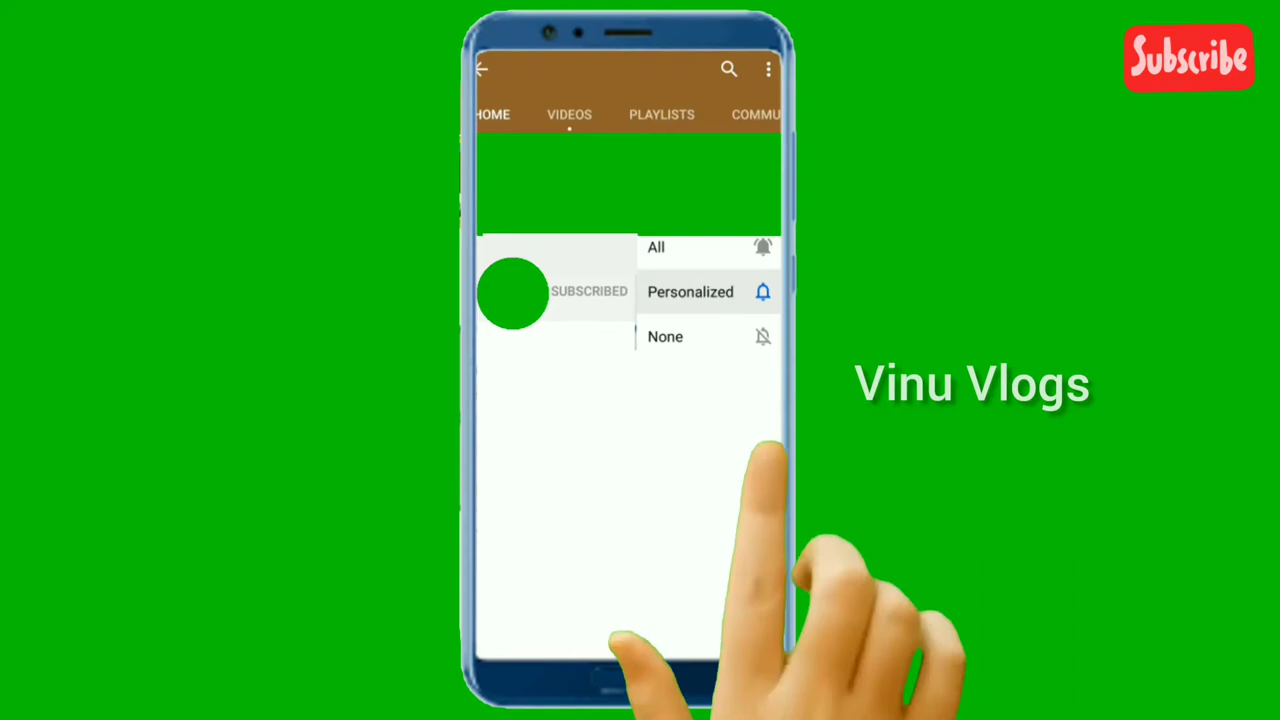 Subscribe
HOME VIDEOS PLAYLISTS COMMU
All
SUBSCRIBED Personalized
None
Vinu Vlogs